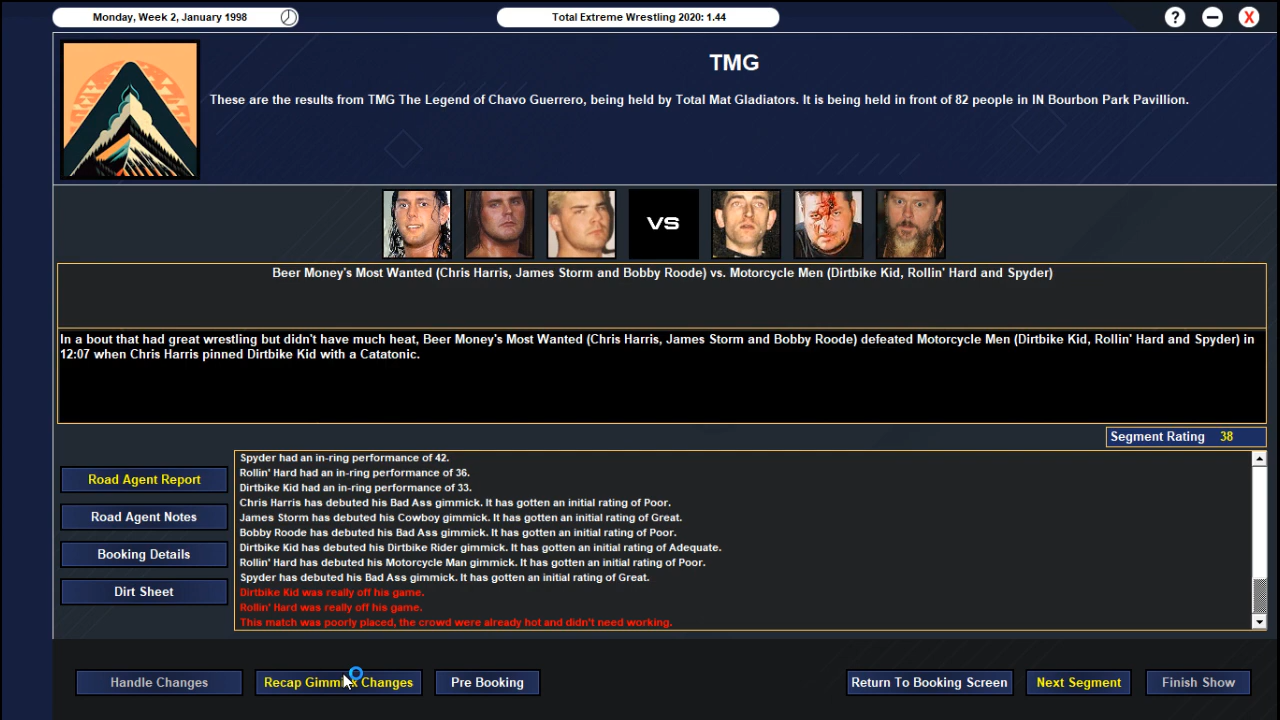 Monday, Week 2, January 1998
Total Extreme Wrestling 2020: 1.44
?
X
TMG
These are the results from TMG The Legend of Chavo Guerrero, being held by Total Mat Gladiators. It is being held in front of 82 people in IN Bourbon Park Pavillion.
VS
Beer Money's Most Wanted (Chris Harris, James Storm and Bobby Roode) vs. Motorcycle Men (Dirtbike Kid, Rollin' Hard and Spyder)
In a bout that had great wrestling but didn't have much heat, Beer Money's Most Wanted (Chris Harris, James Storm and Bobby Roode) defeated Motorcycle Men (Dirtbike Kid, Rollin' Hard and Spyder) in
12:07 when Chris Harris pinned Dirtbike Kid with a Catatonic.
Segment Rating 38
Spyder had an in-ring performance of 42.
Rollin' Hard had an in-ring performance of 36.
Dirtbike Kid had an in-ring performance of 33.
Chris Harris has debuted his Bad Ass gimmick. It has gotten an initial rating of Poor.
James Storm has debuted his Cowboy gimmick. It has gotten an initial rating of Great.
Bobby Roode has debuted his Bad Ass gimmick. It has gotten an initial rating of Poor.
Dirtbike Kid has debuted his Dirtbike Rider gimmick. It has gotten an initial rating of Adequate.
Rollin' Hard has debuted his Motorcycle Man gimmick. It has gotten an initial rating of Poor.
Spyder has debuted his Bad Ass gimmick. It has gotten an initial rating of Great.
Dirtbike Kid was really off his game.
Rollin' Hard was really off his game.
This match was poorly placed, the crowd were already hot and didn't need working.
Road Agent Report
Road Agent Notes
Booking Details
Dirt Sheet
Handle Changes
Recap Gimmick Changes
Pre Booking
Return To Booking Screen
Next Segment
Finish Show